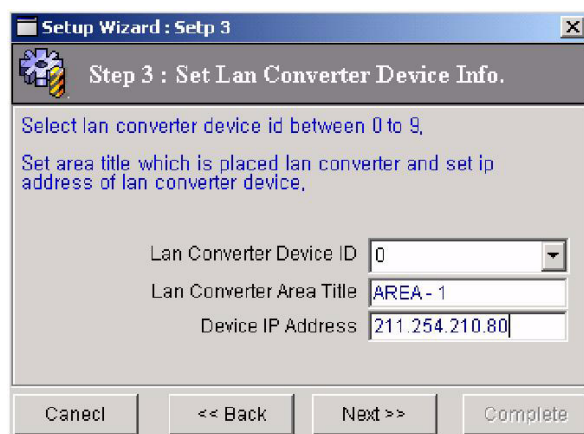 Setup Wizard : Setp 3
Step 3 : Set Lan Converter Device Info.
Select lan converter device id between 0 to 9,
Set area title which is placed lan converter and set ip
address of lan converter device,
Lan Converter Device ID 0
Lan Converter Area Title AREA - 1
Device IP Address 211.254.210.80
Canecl << Back Next >> Complete